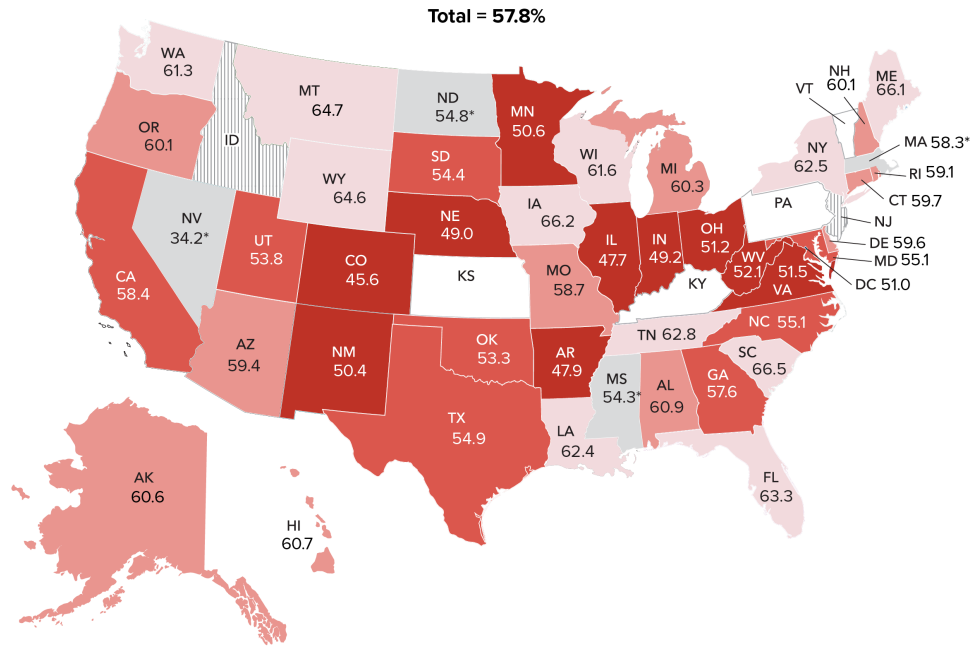 Total = 57.8%
WA
61.3
MT
64.7
ND
54.8*
MN
50.6
VT
NH
60.1
ME
66.1
OR
60.1
ID
SD
54.4
WI
61.6
MI
60.3
NY
62.5
MA 58.3*
RI 59.1
CT 59.7
WY
64.6
IA
66.2
PA
NJ
NV
34.2*
UT
53.8
NE
49.0
IL
47.7
IN
49.2
OH
51.2
DE 59.6
MD 55.1
DC 51.0
CA
58.4
CO
45.6
KS
MO
58.7
KY
WV
52.1
51.5
VA
AZ
59.4
NM
50.4
OK
53.3
AR
47.9
TN 62.8
NC 55.1
MS
54.3*
AL
60.9
GA
57.6
SC
66.5
TX
54.9
LA
62.4
FL
63.3
AK
60.6
HI
60.7